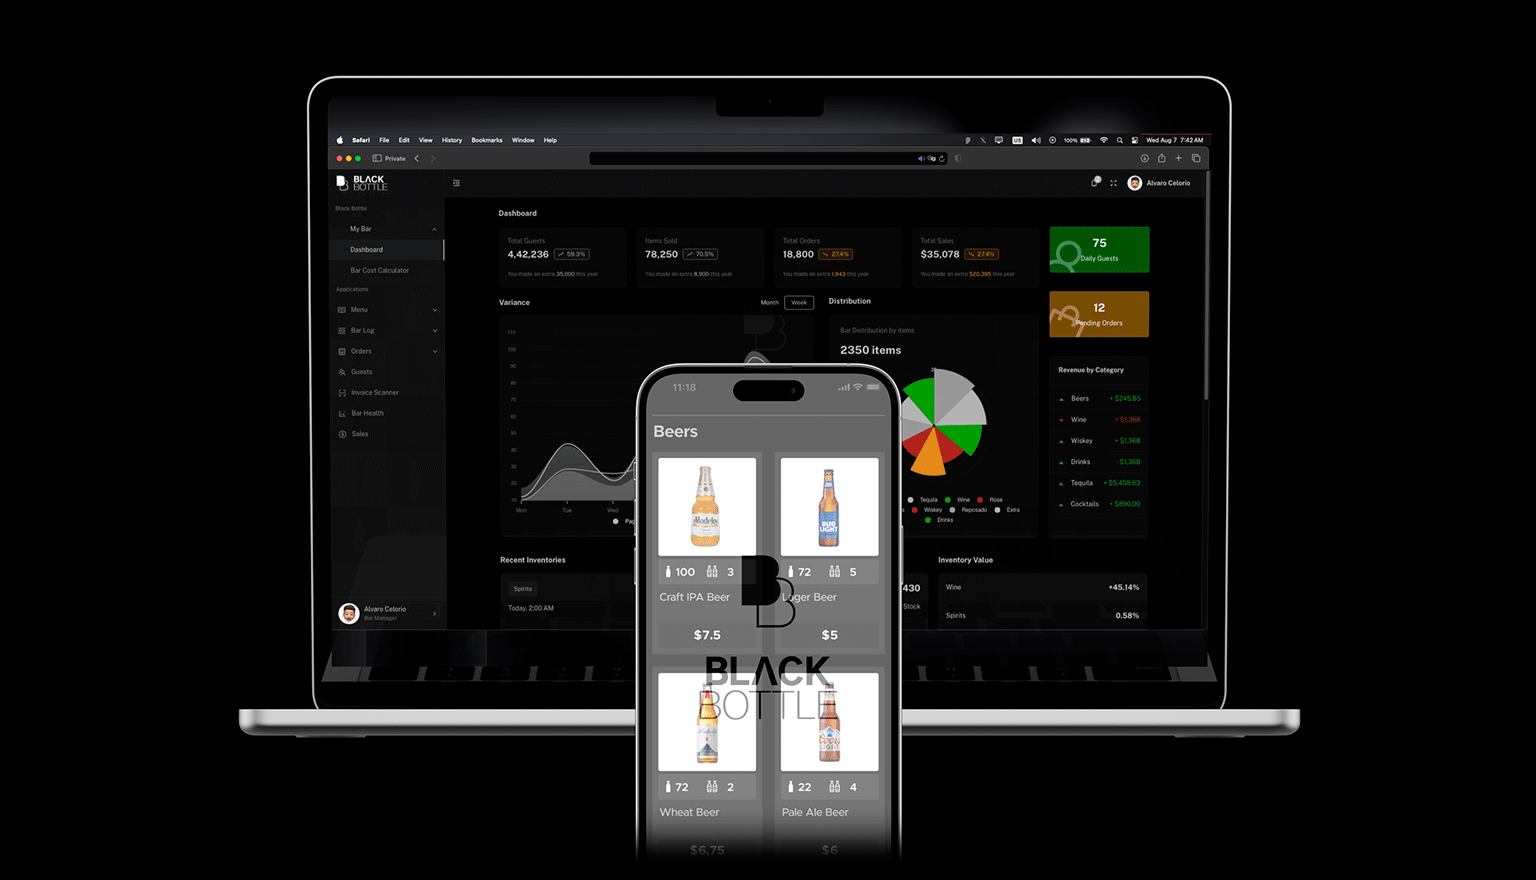 Safari File Edit View History Bookmarks Window Help
US 100% Wed Aug 7 7:42 AM
Private
BLACK
BOTTLE
Alvaro Celorio
Black Bottle
My Bar
Dashboard
Bar Cost Calculator
Applications
Menu
Bar Log
Orders
Guests
Invoice Scanner
Bar Health
Sales
Alvaro Celorio
Bar Manager
Dashboard
Total Guests
4,42,236 59.3%
You made an extra 35,000 this year
Items Sold
78,250 70.5%
You made an extra 8,900 this year
Total Orders
18,800 27.4%
You made an extra 1,943 this year
Total Sales
$35,078 27.4%
You made an extra $20,395 this year
75
Daily Guests
12
Pending Orders
Variance
Month Week
110
100
90
80
70
60
50
40
30
20
10
Mon Tue Wed
Distribution
Bar Distribution by items
2350 items
Tequila Wine Rose
Wiskey Reposado Extra
Drinks
Revenue by Category
Beers + $245.85
Wine + $1,368
Wiskey + $1,368
Drinks -$1,368
Tequila + $5,458.63
Cocktails + $890.00
Recent Inventories
Spirits
Today, 2:00 AM
430
Stock
Inventory Value
Wine +45.14%
Spirits 0.58%
11:18
Beers
Modelo
BUD
LIGHT
100 3
72 5
Craft IPA Beer
Lager Beer
$7.5
$5
BLACK
BOTTLE
Coors
LIGHT
72 2
22 4
Wheat Beer
Pale Ale Beer
$6.75
$6